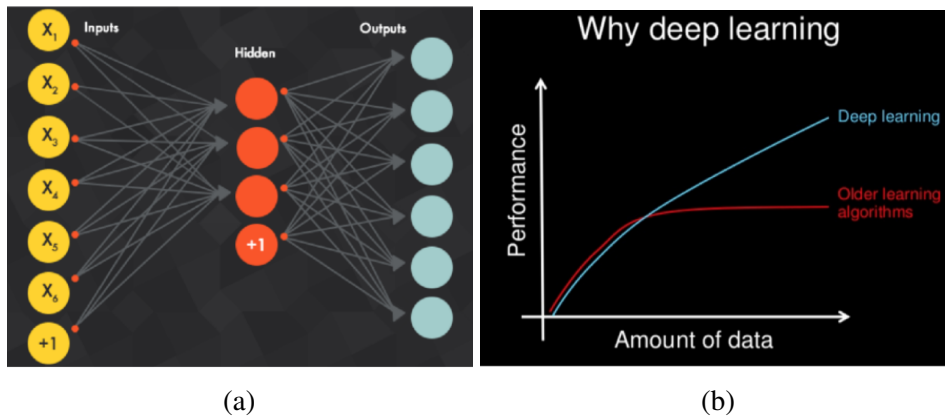 Inputs
Hidden
Outputs
X1
X2
X3
X4
X5
X6
+1
+1
(a)
Why deep learning
Performance
Deep learning
Older learning
algorithms
Amount of data
(b)